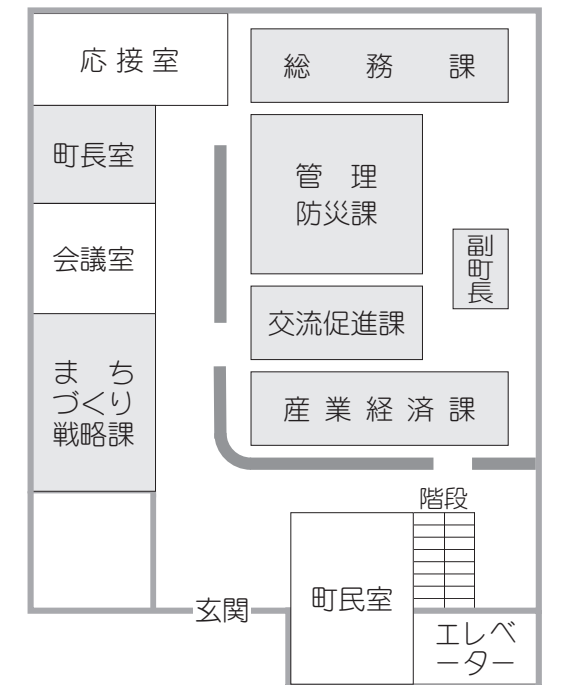 応接室
総務課
町長室
管理
防災課
会議室
副町長
交流促進課
まち
づくり
戦略課
産業経済課
階段
町民室
玄関
エレベ
ーター